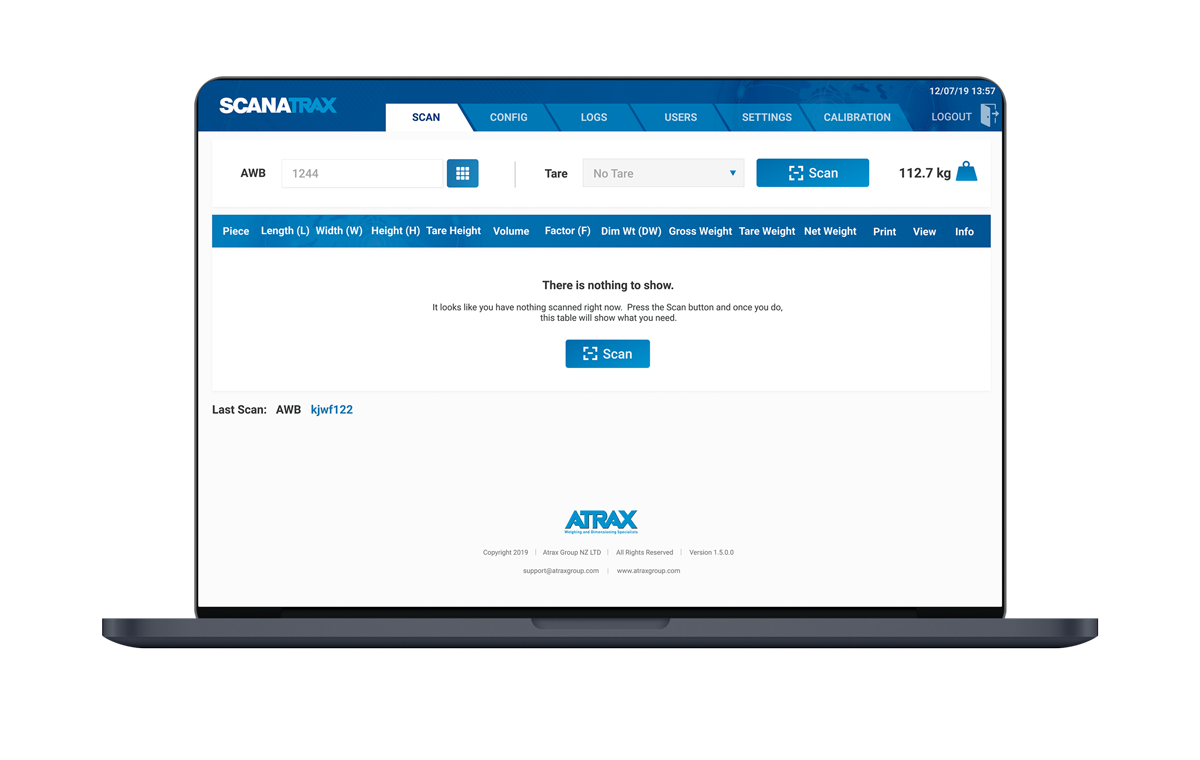 12/07/19 13:57
SCANATRAX
SCAN CONFIG LOGS USERS SETTINGS CALIBRATION LOGOUT
AWB 1244 Tare No Tare Scan 112.7 kg
Piece Length (L) Width (W) Height (H) Tare Height Volume Factor (F) Dim Wt (DW) Gross Weight Tare Weight Net Weight Print View Info
There is nothing to show.
It looks like you have nothing scanned right now. Press the Scan button and once you do,
this table will show what you need.
Scan
Last Scan: AWB kjwf122
ATRAX
Weighing and Dimensioning Specialists
Copyright 2019 | Atrax Group NZ LTD | All Rights Reserved | Version 1.5.0.0
support@atraxgroup.com | www.atraxgroup.com